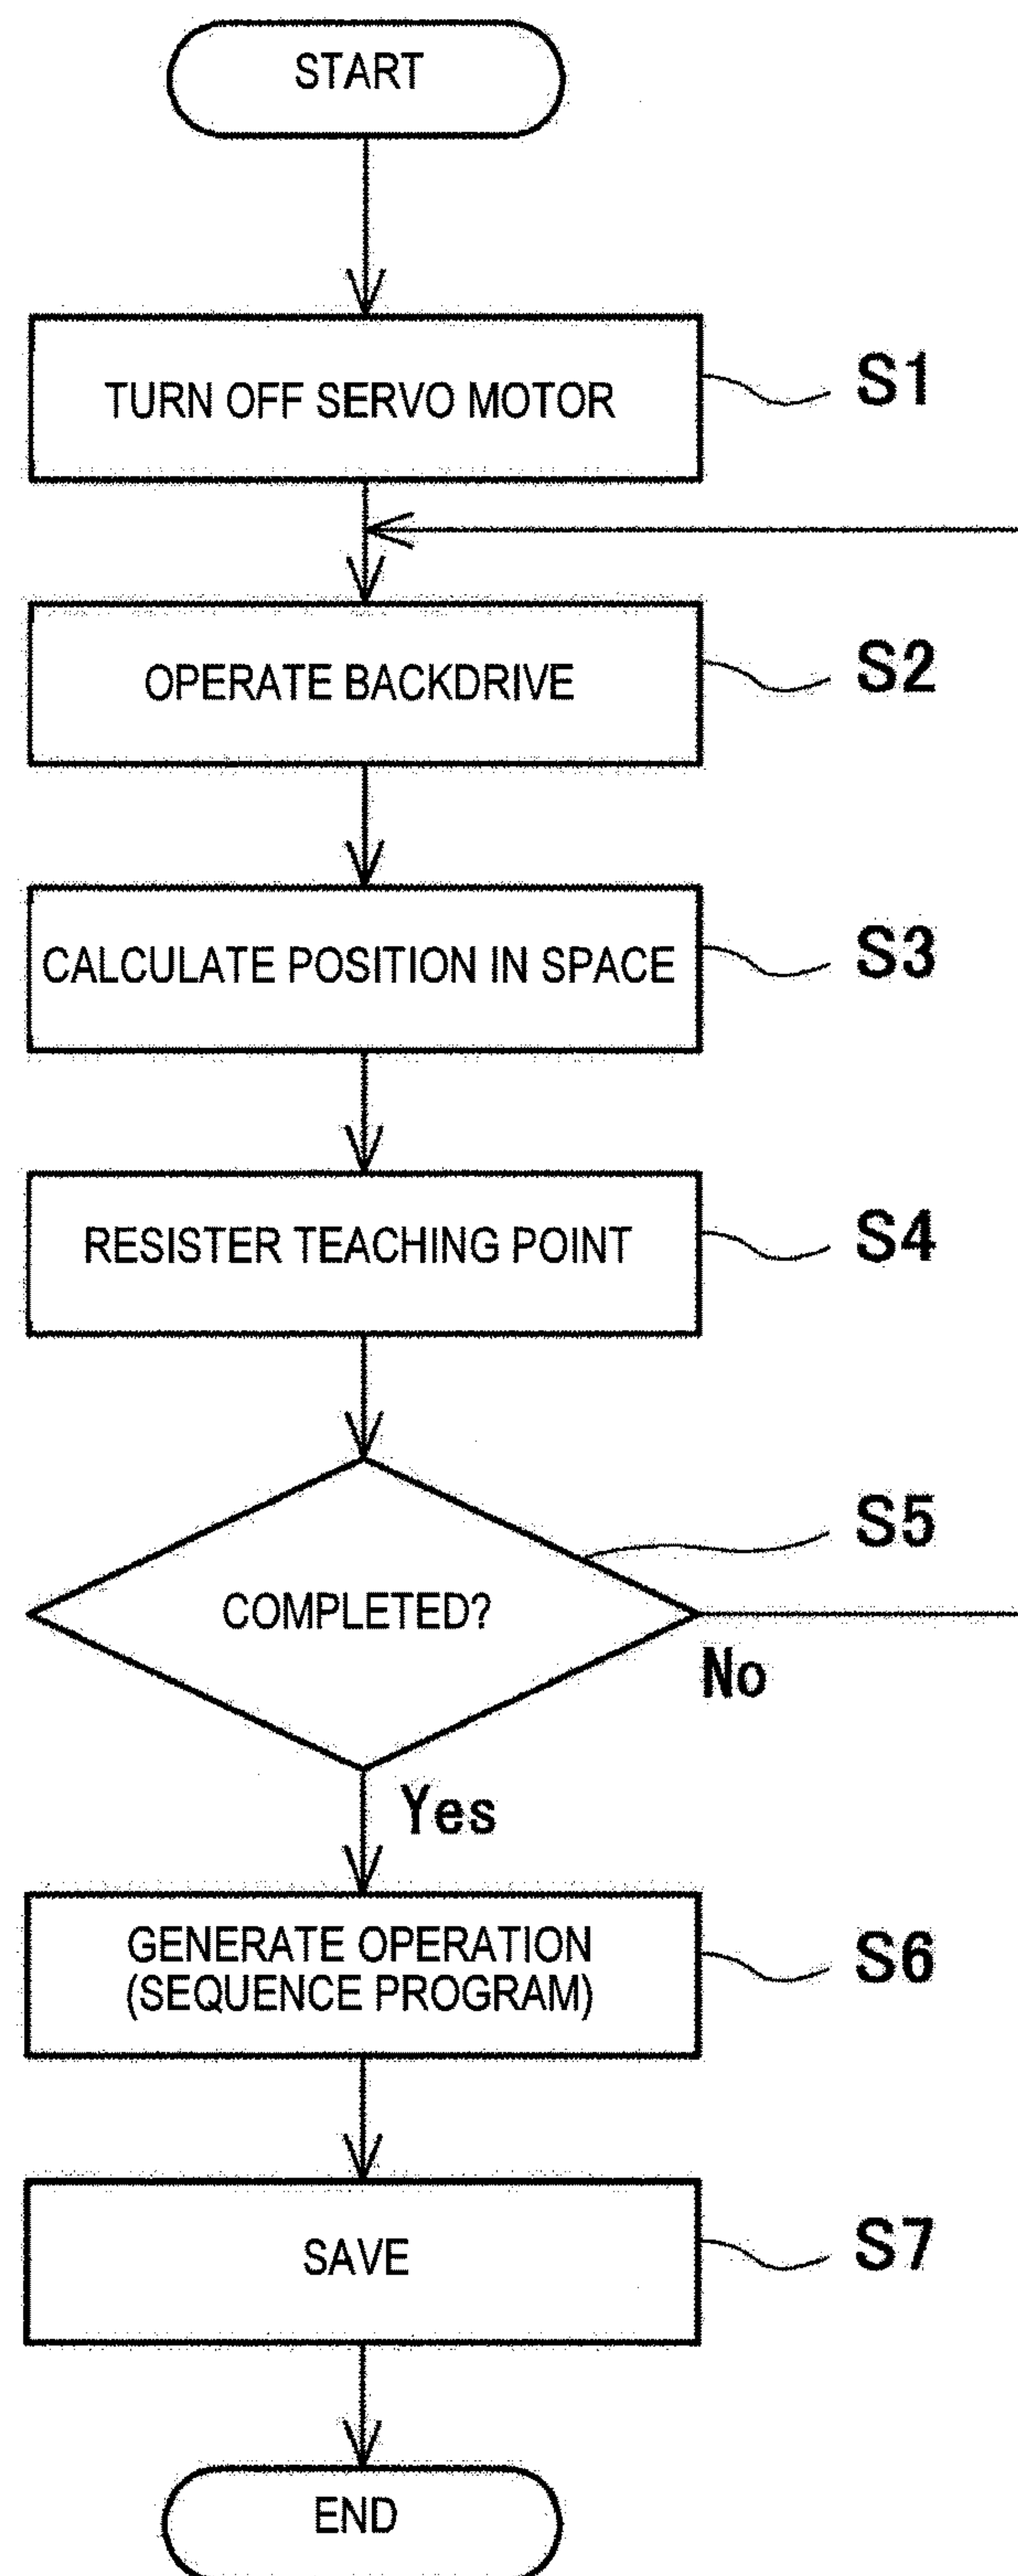 START
TURN OFF SERVO MOTOR
S1
OPERATE BACKDRIVE
S2
CALCULATE POSITION IN SPACE
S3
RESISTER TEACHING POINT
S4
S5
COMPLETED?
No
Yes
GENERATE OPERATION
(SEQUENCE PROGRAM)
S6
SAVE
S7
END